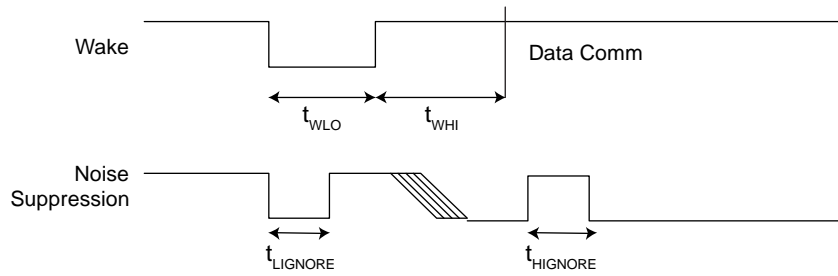 Wake
Data Comm
tWLO
tWHI
Noise
Suppression
tLIGNORE
tHIGNORE